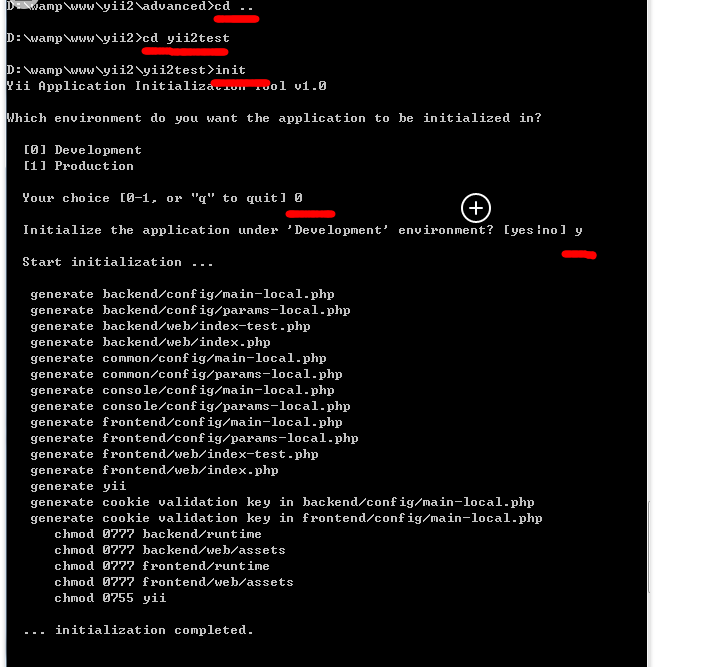 D:\wamp\www\yii2\advanced>cd ..
D:\wamp\www\yii2>cd yii2test
D:\wamp\www\yii2\yii2test>init
Yii Application Initialization Tool v1.0
Which environment do you want the application to be initialized in?
[0] Development
[1] Production
Your choice [0-1, or "q" to quit] 0
Initialize the application under 'Development' environment? [yes|no] y
Start initialization ...
generate backend/config/main-local.php
generate backend/config/params-local.php
generate backend/web/index-test.php
generate backend/web/index.php
generate common/config/main-local.php
generate common/config/params-local.php
generate console/config/main-local.php
generate console/config/params-local.php
generate frontend/config/main-local.php
generate frontend/config/params-local.php
generate frontend/web/index-test.php
generate frontend/web/index.php
generate yii
generate cookie validation key in backend/config/main-local.php
generate cookie validation key in frontend/config/main-local.php
chmod 0777 backend/runtime
chmod 0777 backend/web/assets
chmod 0777 frontend/runtime
chmod 0777 frontend/web/assets
chmod 0755 yii
... initialization completed.